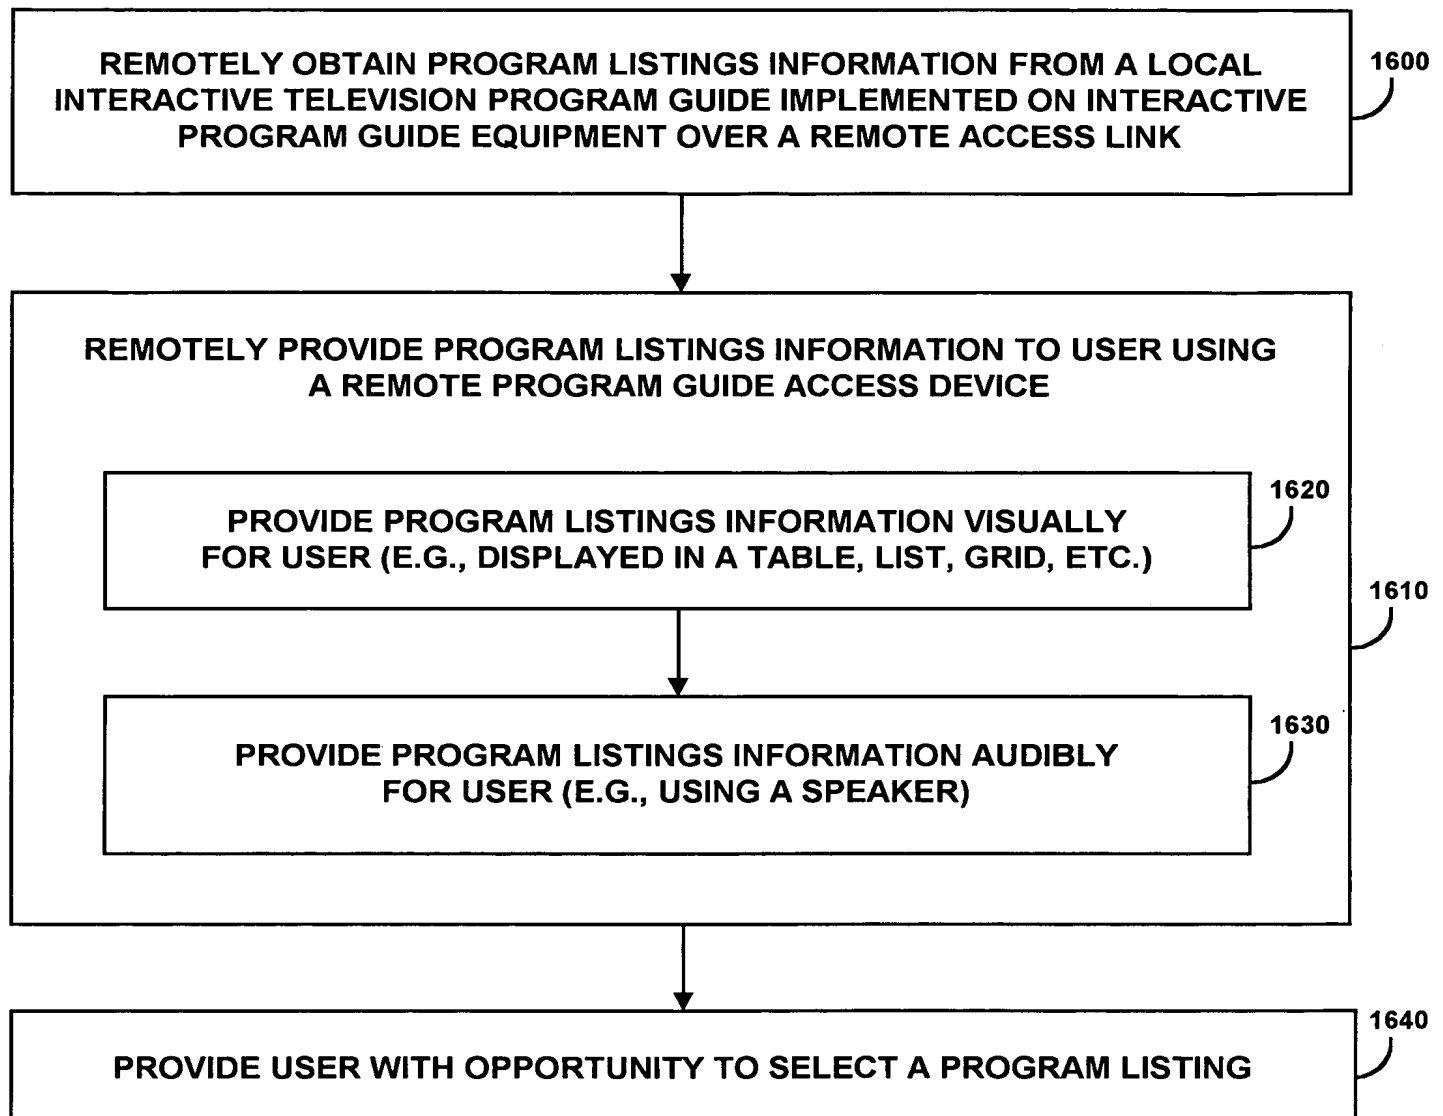 REMOTELY OBTAIN PROGRAM LISTINGS INFORMATION FROM A LOCAL
INTERACTIVE TELEVISION PROGRAM GUIDE IMPLEMENTED ON INTERACTIVE
PROGRAM GUIDE EQUIPMENT OVER A REMOTE ACCESS LINK
1600
REMOTELY PROVIDE PROGRAM LISTINGS INFORMATION TO USER USING
A REMOTE PROGRAM GUIDE ACCESS DEVICE
PROVIDE PROGRAM LISTINGS INFORMATION VISUALLY
FOR USER (E.G., DISPLAYED IN A TABLE, LIST, GRID, ETC.)
1620
1610
PROVIDE PROGRAM LISTINGS INFORMATION AUDIBLY
FOR USER (E.G., USING A SPEAKER)
1630
PROVIDE USER WITH OPPORTUNITY TO SELECT A PROGRAM LISTING
1640